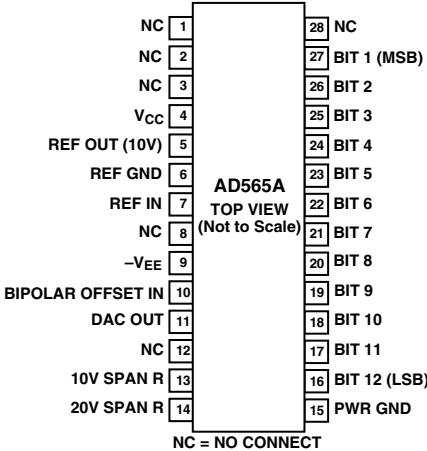 NC 1
NC 2
NC 3
VCC 4
REF OUT (10V) 5
REF GND 6
REF IN 7
NC 8
–VEE 9
BIPOLAR OFFSET IN 10
DAC OUT 11
NC 12
10V SPAN R 13
20V SPAN R 14
AD565A
TOP VIEW
(Not to Scale)
28 NC
27 BIT 1 (MSB)
26 BIT 2
25 BIT 3
24 BIT 4
23 BIT 5
22 BIT 6
21 BIT 7
20 BIT 8
19 BIT 9
18 BIT 10
17 BIT 11
16 BIT 12 (LSB)
15 PWR GND
NC = NO CONNECT